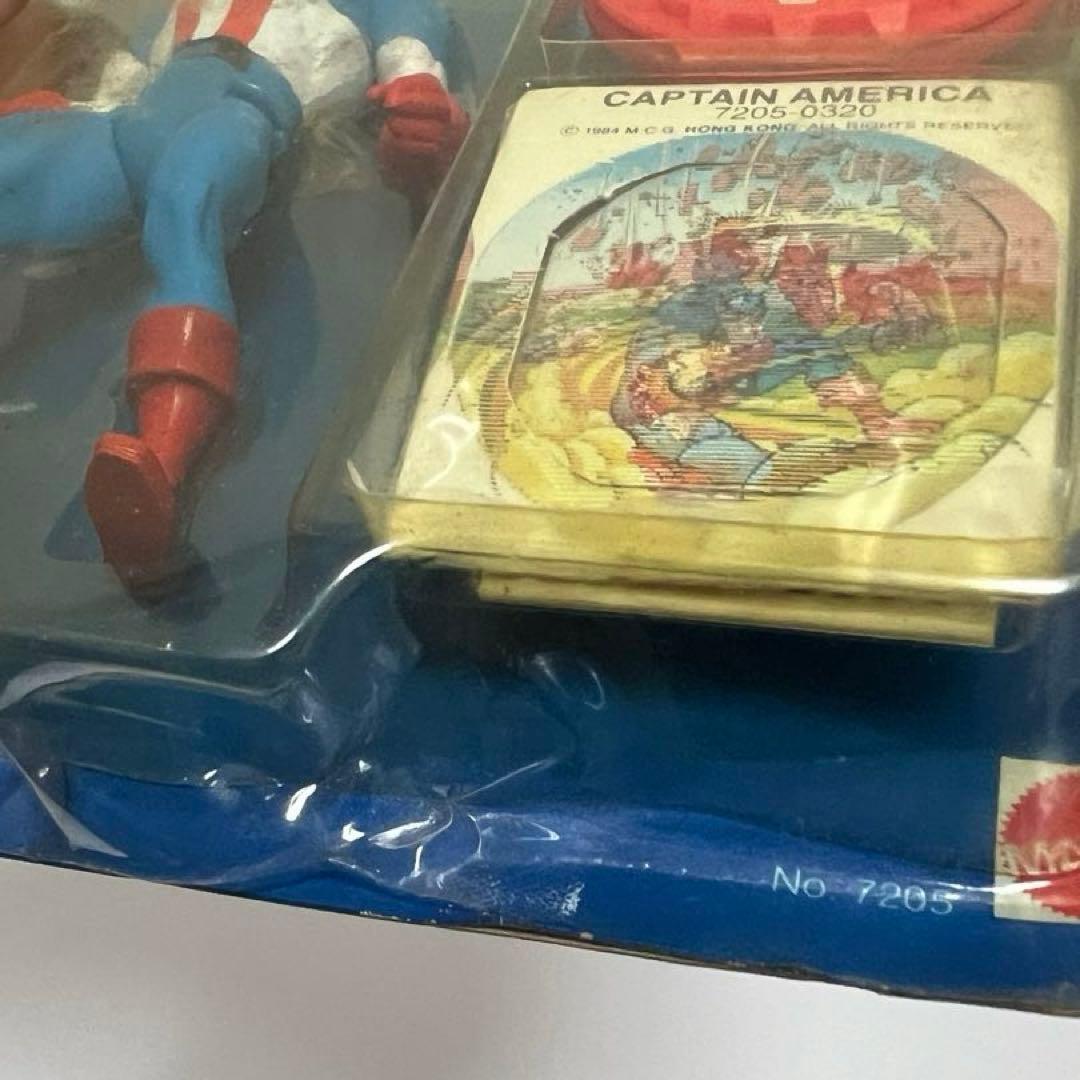 CAPTAIN AMERICA
7205-0320
© 1984 M.C.G. HONG KONG ALL RIGHTS RESERVED
No. 7205